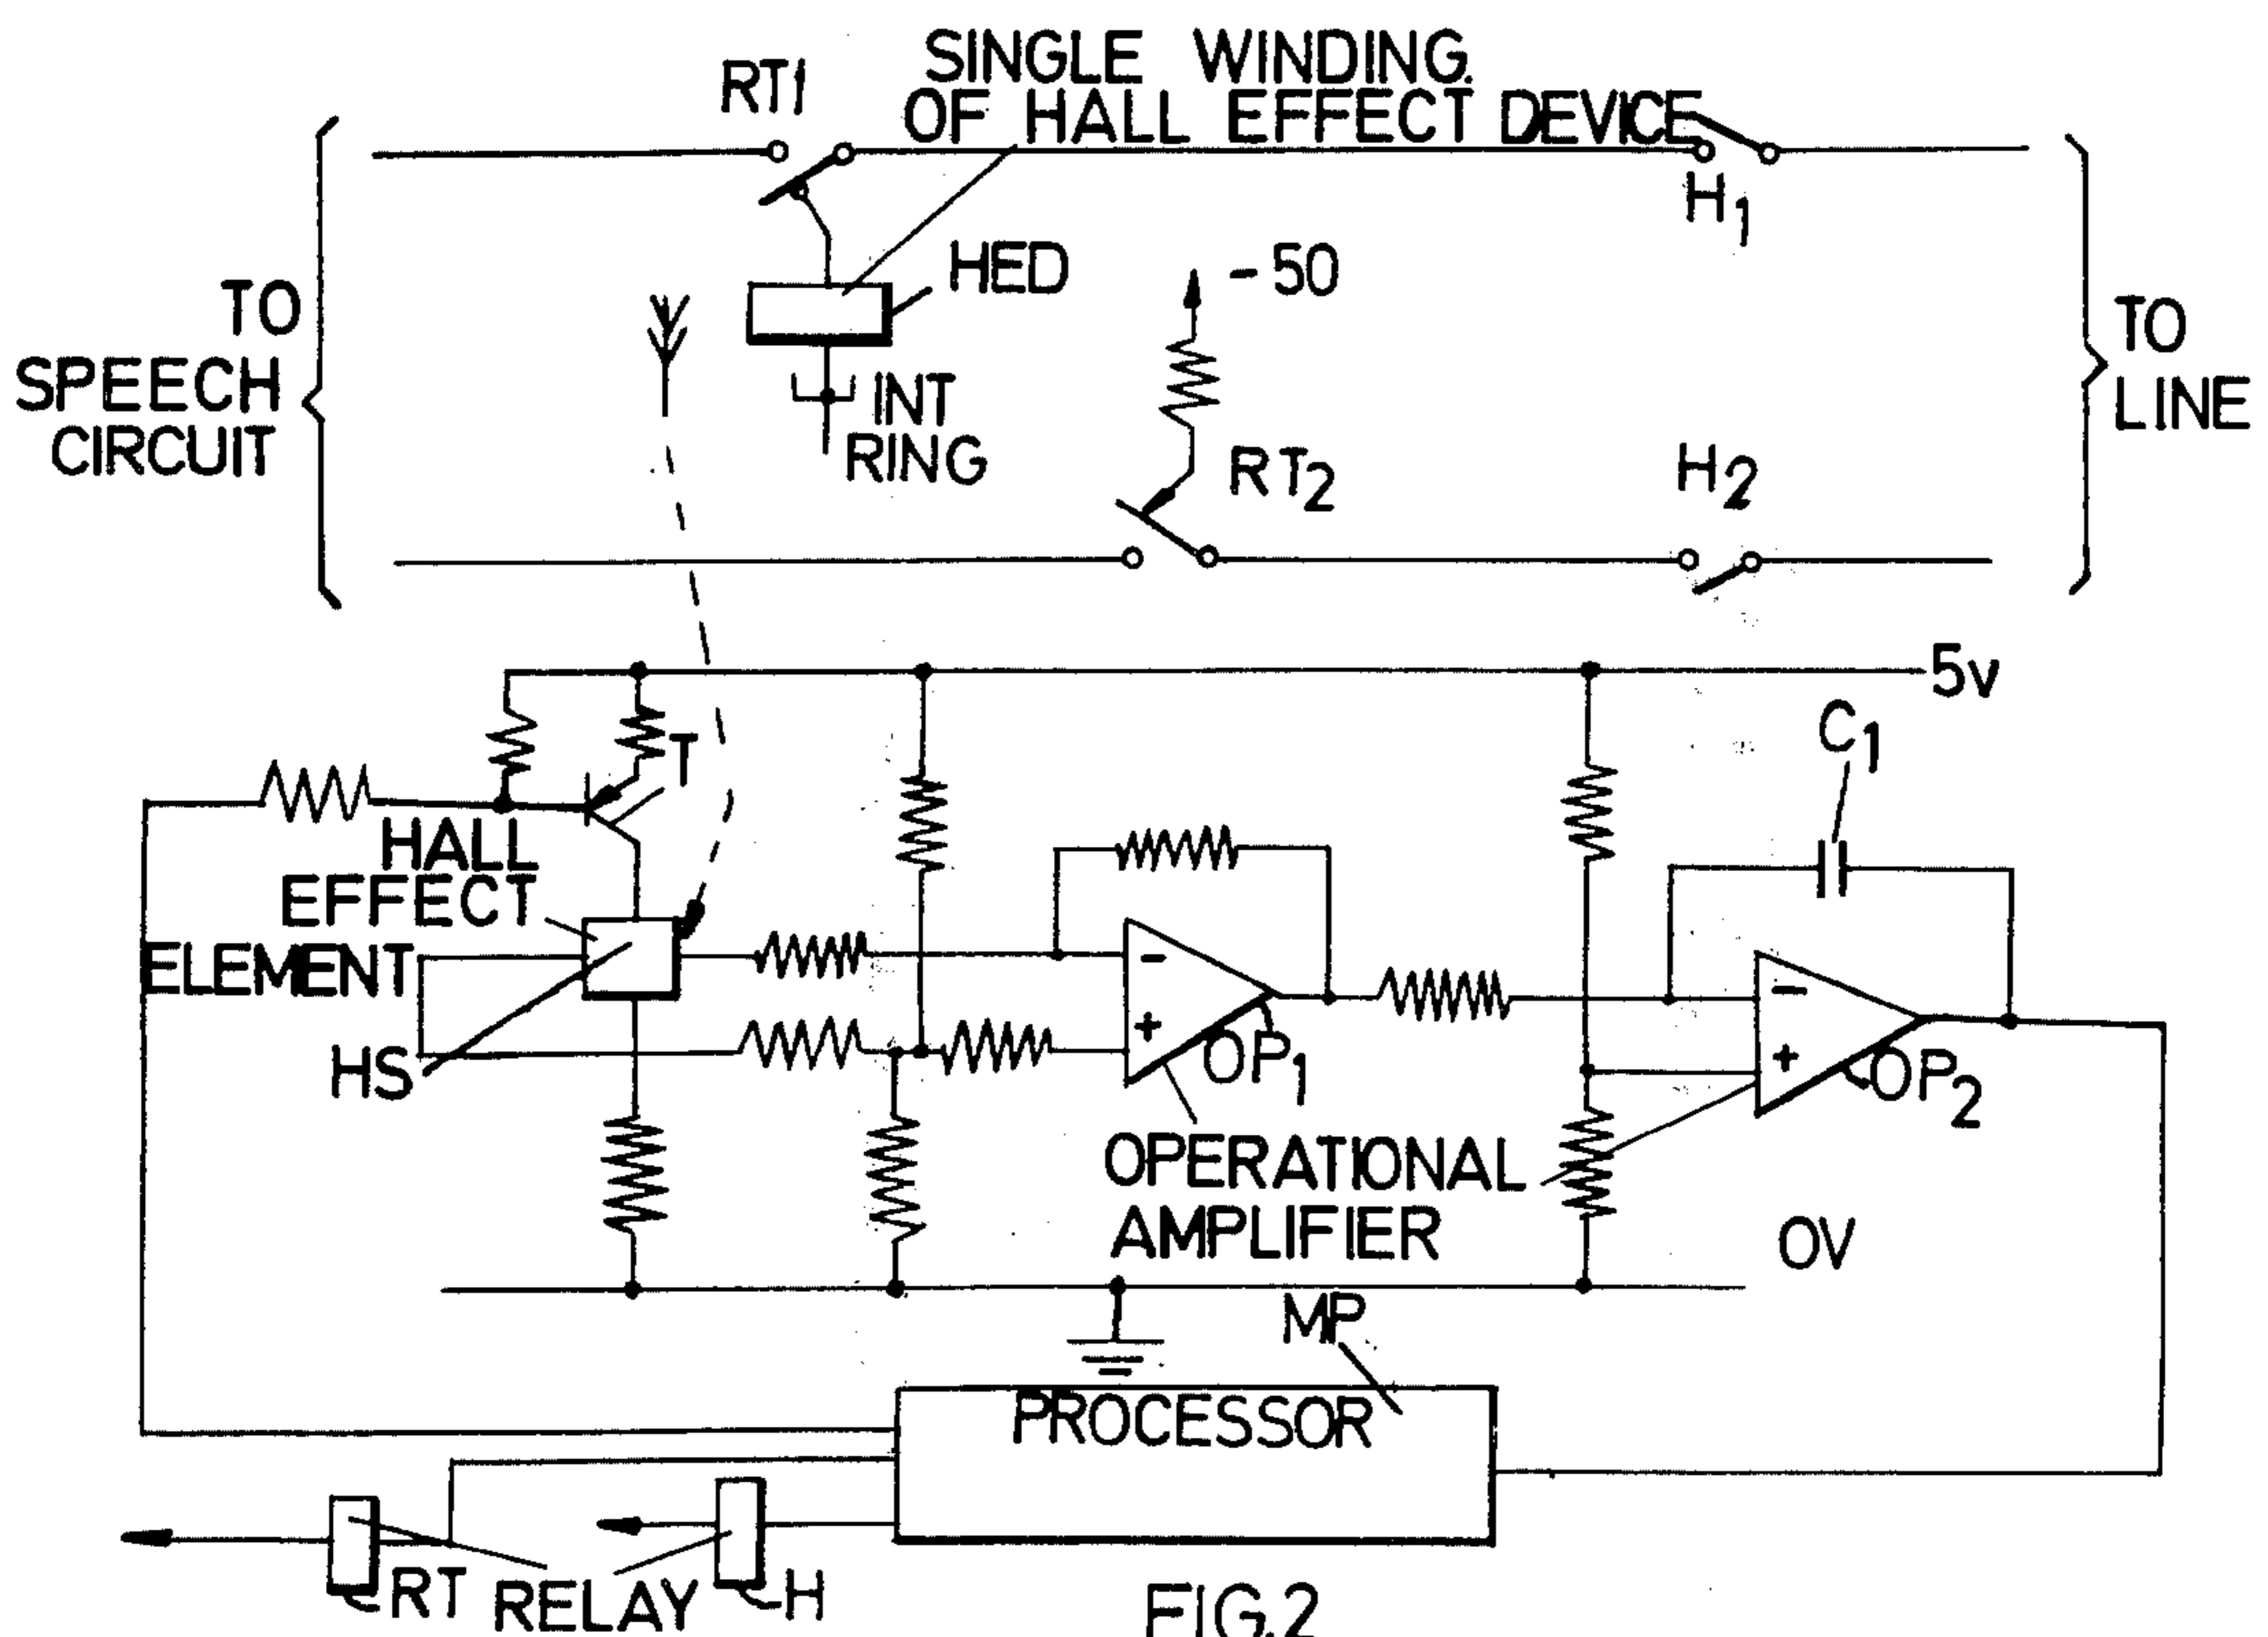 SINGLE WINDING
OF HALL EFFECT DEVICE
RT1
H1
HED
-50
TO
SPEECH
CIRCUIT
TO
LINE
INT
RING
RT2
H2
5v
C1
T
HALL
EFFECT
ELEMENT
-
+
OP1
-
+
OP2
HS
OPERATIONAL
AMPLIFIER
OV
MP
PROCESSOR
RT
RELAY
H
FIG.2